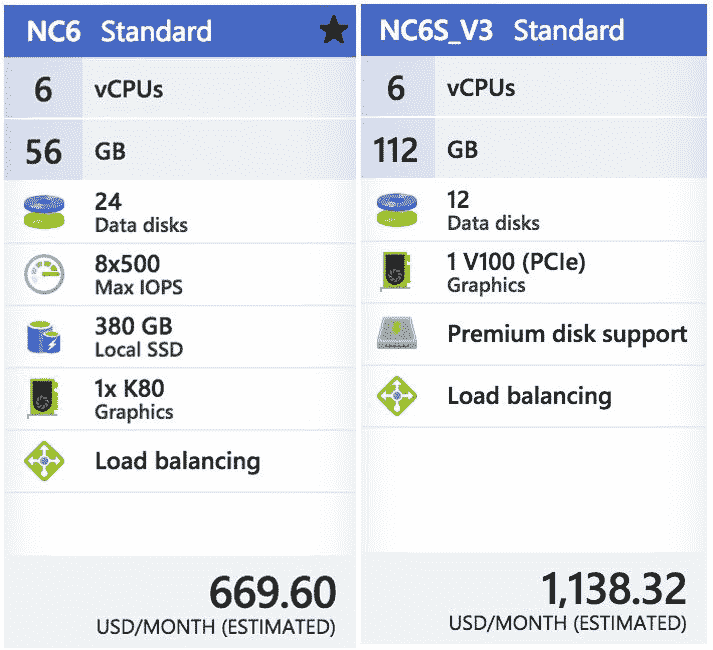 NC6 Standard
6 vCPUs
56 GB
24
Data disks
8x500
Max IOPS
380 GB
Local SSD
1x K80
Graphics
Load balancing
669.60
USD/MONTH (ESTIMATED)
NC6S_V3 Standard
6 vCPUs
112 GB
12
Data disks
1 V100 (PCIe)
Graphics
Premium disk support
Load balancing
1,138.32
USD/MONTH (ESTIMATED)